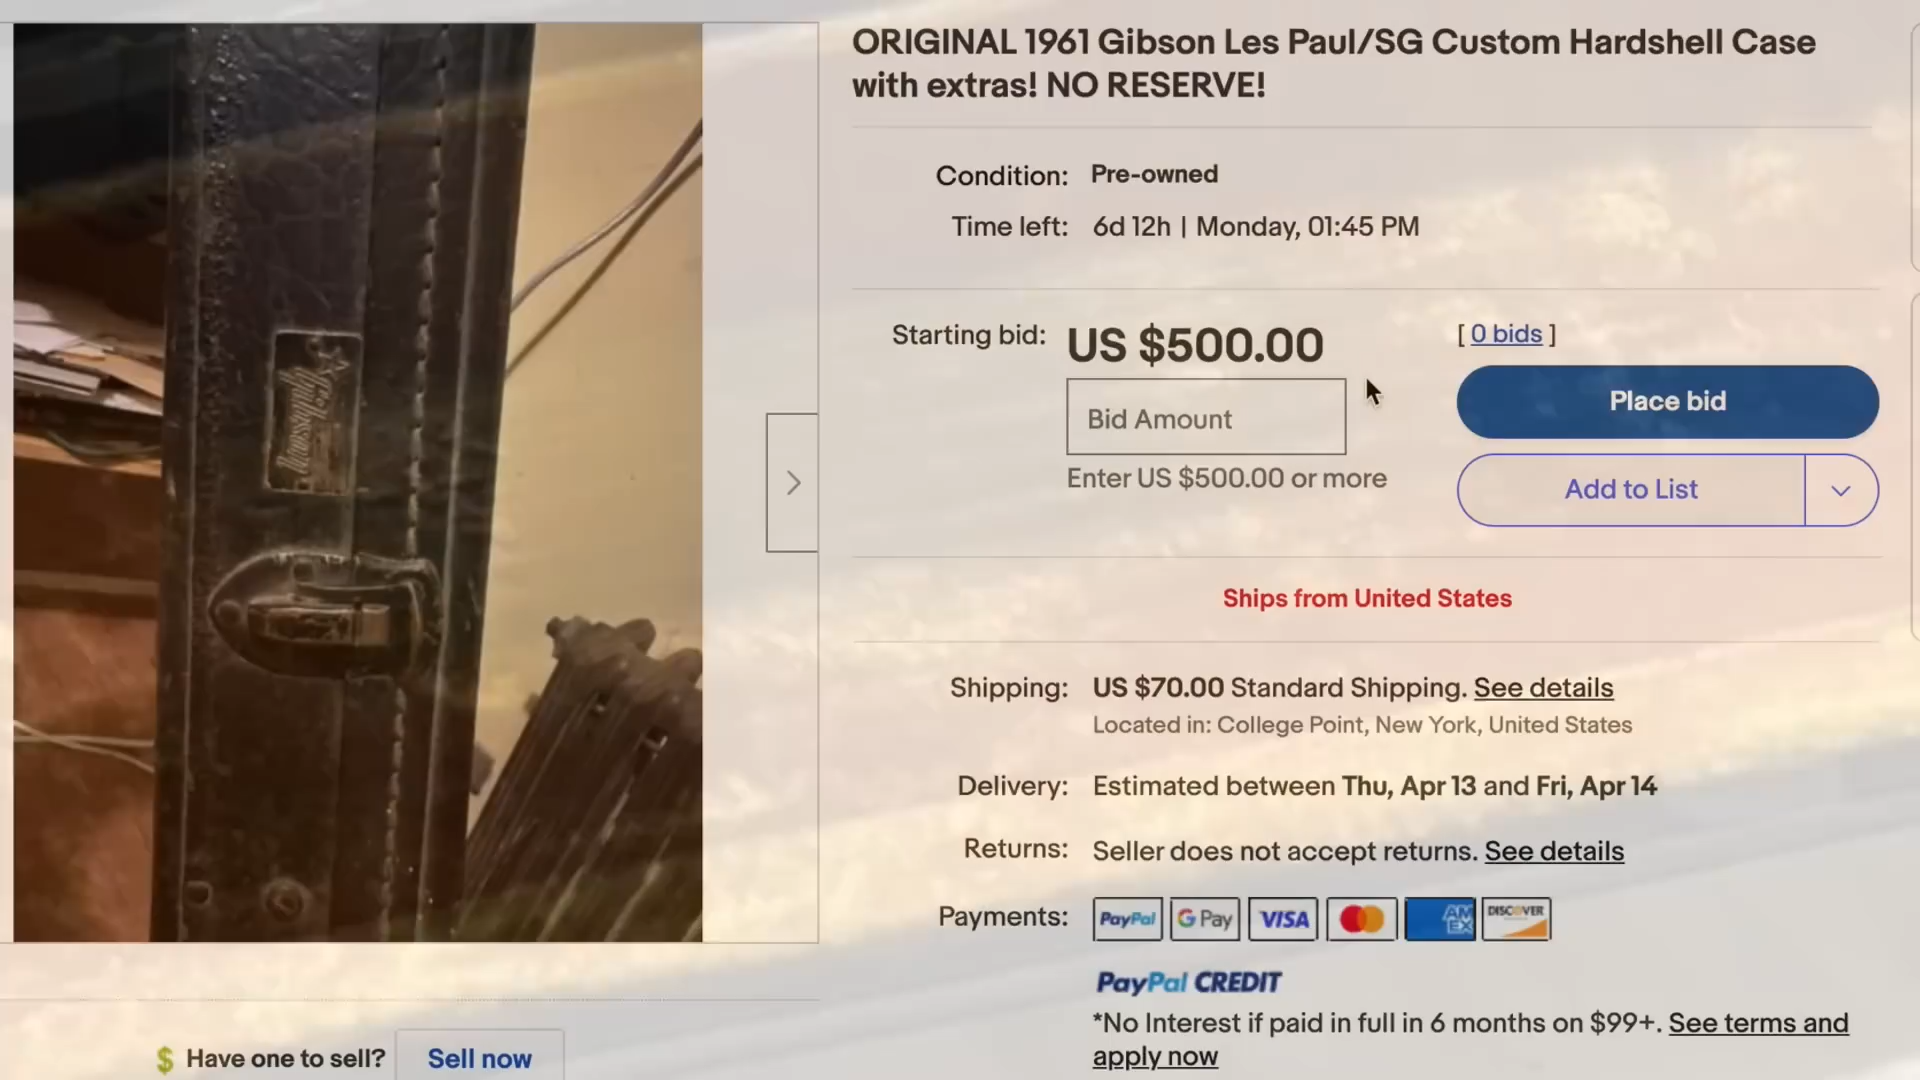 ORIGINAL 1961 Gibson Les Paul/SG Custom Hardshell Case
with extras! NO RESERVE!
Condition: Pre-owned
Time left: 6d 12h | Monday, 01:45 PM
Starting bid: US $500.00 [ 0 bids ]
Bid Amount
Place bid
Enter US $500.00 or more
Add to List
Ships from United States
Shipping: US $70.00 Standard Shipping. See details
Located in: College Point, New York, United States
Delivery: Estimated between Thu, Apr 13 and Fri, Apr 14
Returns: Seller does not accept returns. See details
Payments: PayPal G Pay VISA AM EX DISCOVER
PayPal CREDIT
*No Interest if paid in full in 6 months on $99+. See terms and
apply now
$ Have one to sell? Sell now